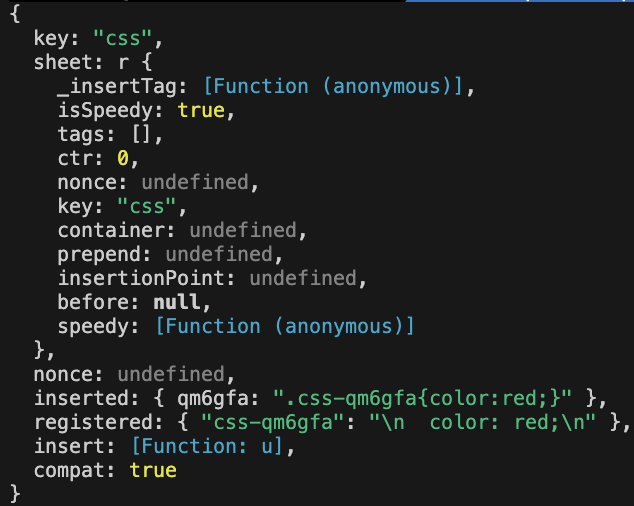 {
  key: "css",
  sheet: r {
    _insertTag: [Function (anonymous)],
    isSpeedy: true,
    tags: [],
    ctr: 0,
    nonce: undefined,
    key: "css",
    container: undefined,
    prepend: undefined,
    insertionPoint: undefined,
    before: null,
    speedy: [Function (anonymous)]
  },
  nonce: undefined,
  inserted: { qm6gfa: ".css-qm6gfa{color:red;}" },
  registered: { "css-qm6gfa": "\n  color: red;\n" },
  insert: [Function: u],
  compat: true
}